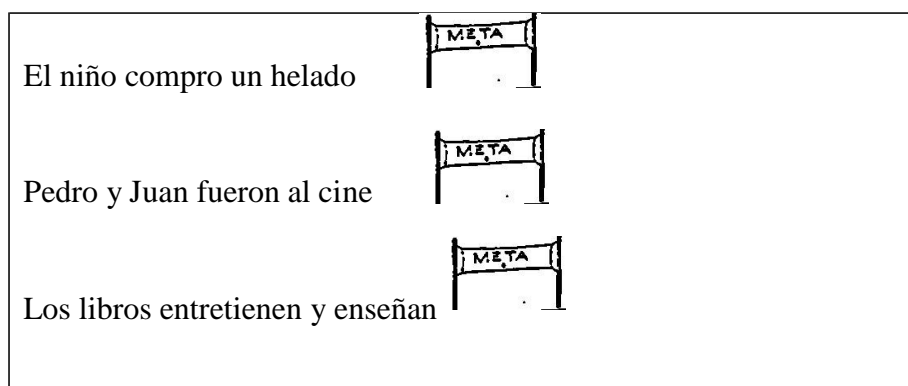 META
El niño compro un helado
META
Pedro y Juan fueron al cine
META
Los libros entretienen y enseñan